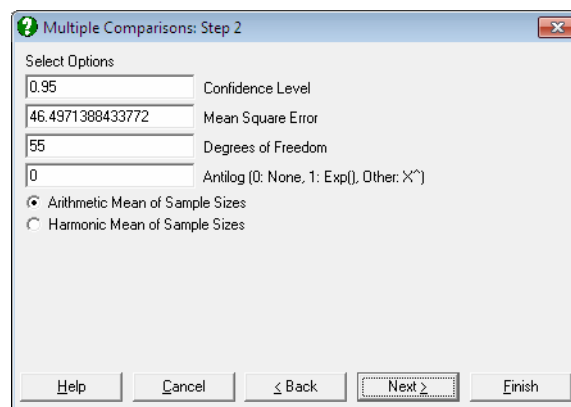 Multiple Comparisons: Step 2
Select Options
0.95 Confidence Level
46.4971388433772 Mean Square Error
55 Degrees of Freedom
0 Antilog (0: None, 1: Exp(), Other: X^)
Arithmetic Mean of Sample Sizes
Harmonic Mean of Sample Sizes
Help Cancel < Back Next > Finish